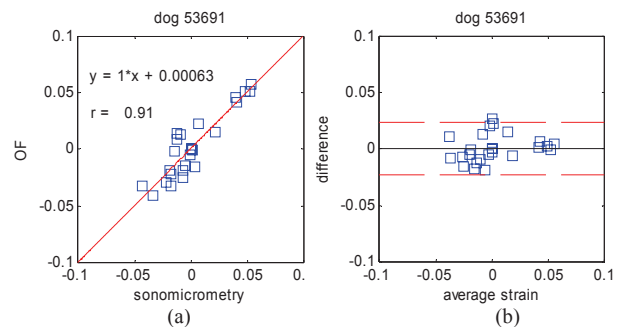 dog 53691
0.1
0.05
0
-0.05
-0.1
OF
y = 1*x + 0.00063
r = 0.91
-0.1
-0.05
0
0.05
0.
sonomicrometry
(a)
dog 53691
0.1
0.05
0
-0.05
-0.1
difference
-0.1
-0.05
0
0.05
0.1
average strain
(b)